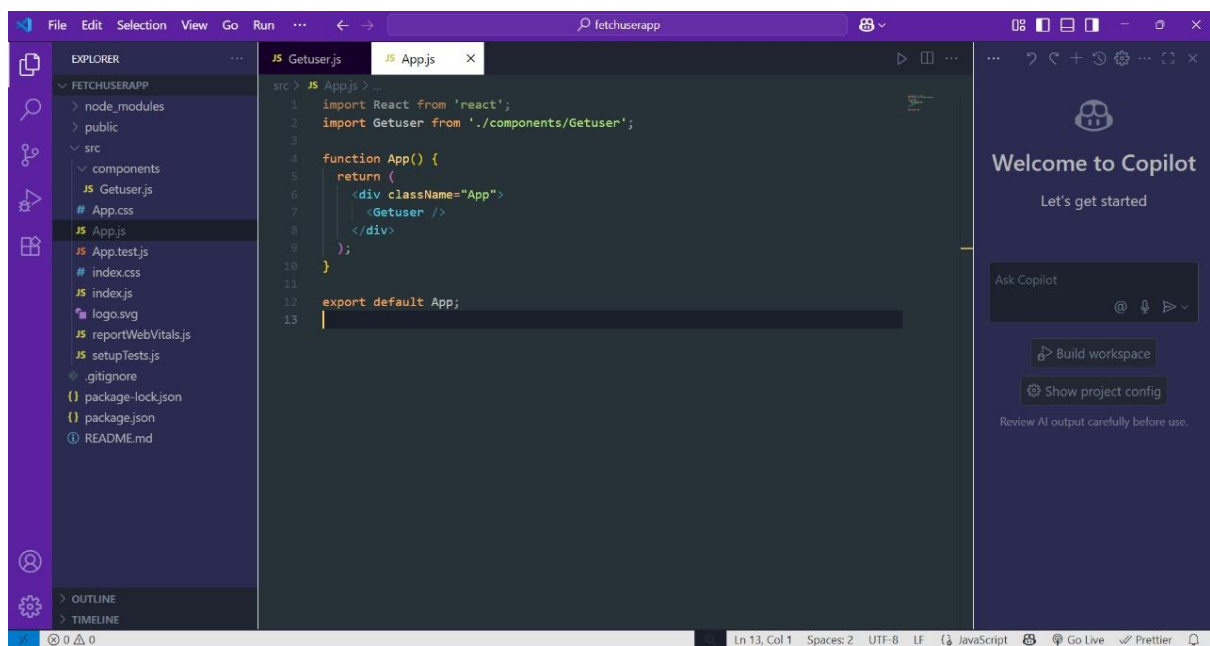 File Edit Selection View Go Run ···
fetchuserapp
EXPLORER ···
FETCHUSERAPP
node_modules
public
src
components
JS Getuser.js
# App.css
JS App.js
JS App.test.js
# index.css
JS index.js
logo.svg
JS reportWebVitals.js
JS setupTests.js
.gitignore
{} package-lock.json
{} package.json
README.md
OUTLINE
TIMELINE
JS Getuser.js JS App.js
src > JS App.js > ...
1 import React from 'react';
2 import Getuser from './components/Getuser';
3
4 function App() {
5 return (
6 <div className="App">
7 <Getuser />
8 </div>
9 );
10 }
11
12 export default App;
13
Welcome to Copilot
Let's get started
Ask Copilot
@
Build workspace
Show project config
Review AI output carefully before use.
0 0 Ln 13, Col 1 Spaces: 2 UTF-8 LF JavaScript Go Live Prettier